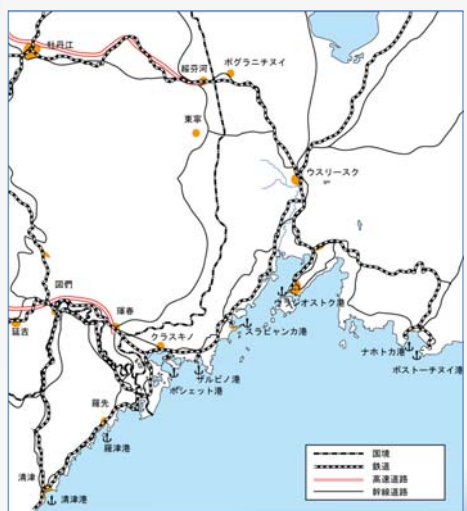 牡丹江
綏芬河
ポグラニチヌイ
東寧
ウスリースク
図們
延吉
琿春
クラスキノ
ウラジオストク港
スラビャンカ港
ザルビノ港
ポシェット港
ナホトカ港
ボストーチヌイ港
羅先
羅津港
清津
清津港
国境
鉄道
高速道路
幹線道路